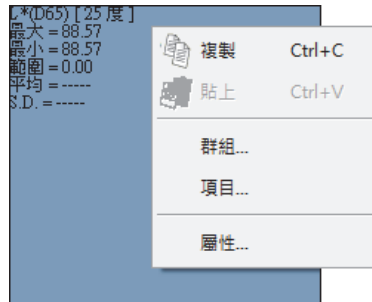 L*(D65) [ 25 度 ]
最大 = 88.57
最小 = 88.57
範圍 = 0.00
平均 = -----
S.D. = -----
複製 Ctrl+C
貼上 Ctrl+V
群組...
項目...
屬性...